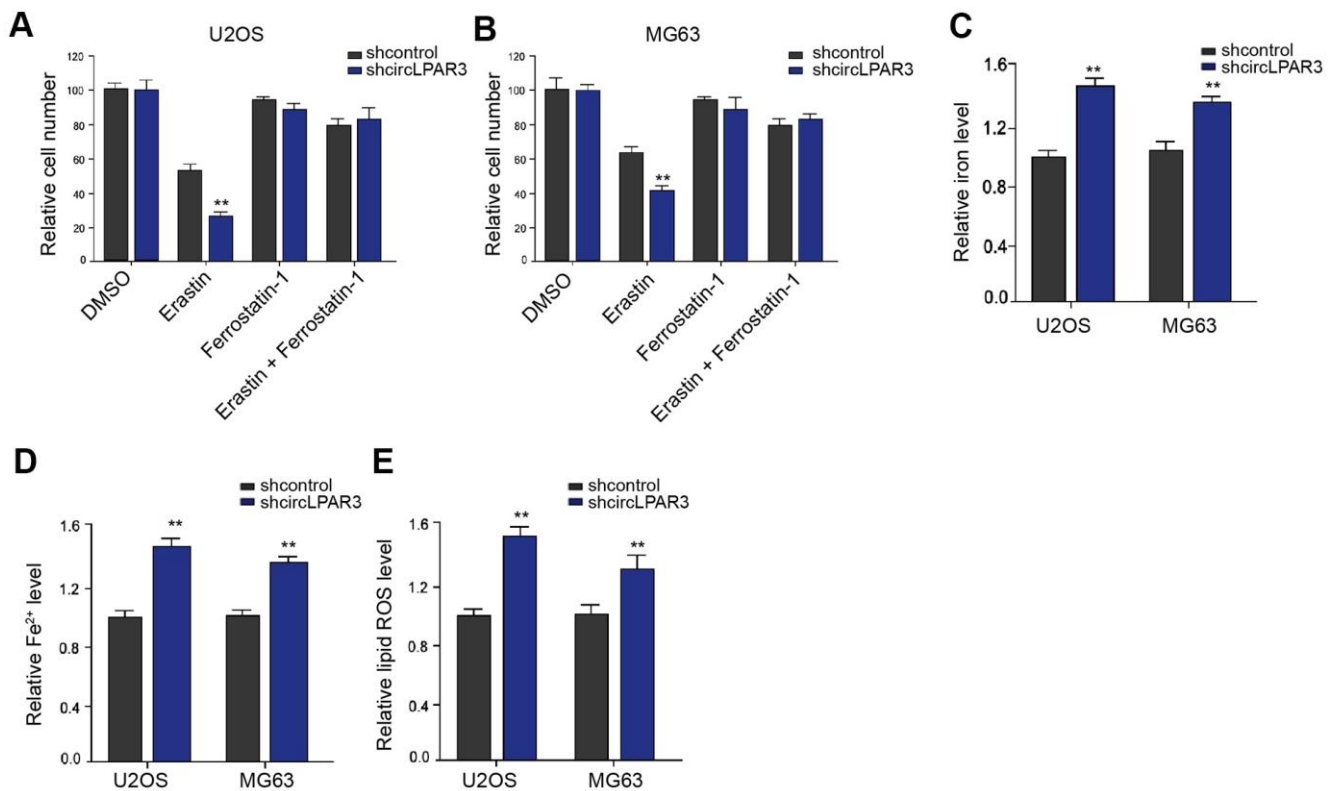 A
U2OS
shcontrol
shcircLPAR3
Relative cell number
120
100
80
60
40
20
0
**
DMSO
Erastin
Ferrostatin-1
Erastin + Ferrostatin-1
B
MG63
shcontrol
shcircLPAR3
Relative cell number
120
100
80
60
40
20
0
**
DMSO
Erastin
Ferrostatin-1
Erastin + Ferrostatin-1
C
shcontrol
shcircLPAR3
Relative iron level
1.6
1.2
0.8
0.4
0.0
**
**
U2OS
MG63
D
shcontrol
shcircLPAR3
Relative Fe²⁺ level
1.6
1.2
0.8
0.4
0.0
**
**
U2OS
MG63
E
shcontrol
shcircLPAR3
Relative lipid ROS level
1.6
1.2
0.8
0.4
0.0
**
**
U2OS
MG63